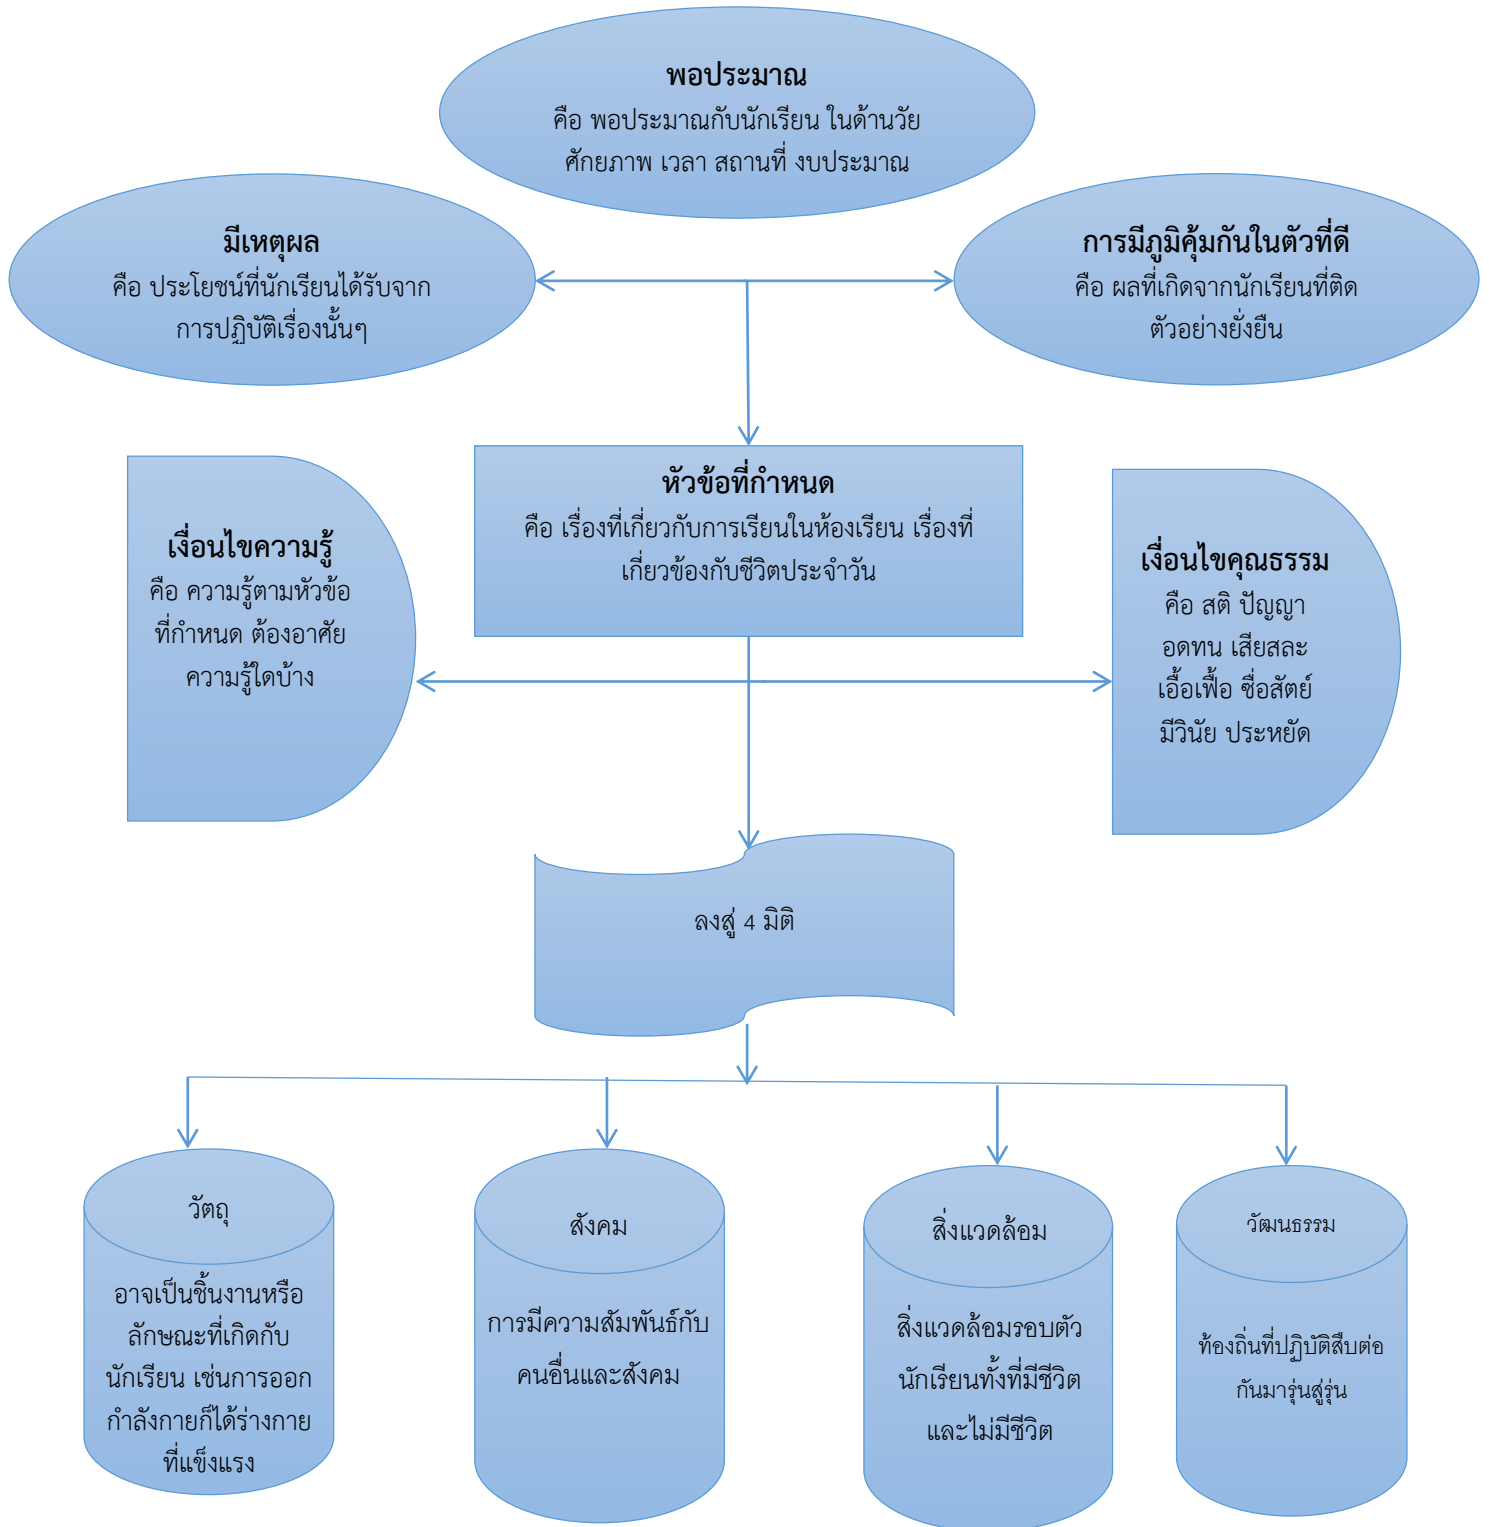 พอประมาณ
คือ พอประมาณกับนักเรียน ในด้านวัย
ศักยภาพ เวลา สถานที่ งบประมาณ
มีเหตุผล
คือ ประโยชน์ที่นักเรียนได้รับจาก
การปฏิบัติเรื่องนั้นๆ
การมีภูมิคุ้มกันในตัวที่ดี
คือ ผลที่เกิดจากนักเรียนที่ติด
ตัวอย่างยั่งยืน
หัวข้อที่กำหนด
คือ เรื่องที่เกี่ยวกับการเรียนในห้องเรียน เรื่องที่
เกี่ยวข้องกับชีวิตประจำวัน
เงื่อนไขความรู้
คือ ความรู้ตามหัวข้อ
ที่กำหนด ต้องอาศัย
ความรู้ใดบ้าง
เงื่อนไขคุณธรรม
คือ สติ ปัญญา
อดทน เสียสละ
เอื้อเฟื้อ ซื่อสัตย์
มีวินัย ประหยัด
ลงสู่ 4 มิติ
วัตถุ
อาจเป็นชิ้นงานหรือ
ลักษณะที่เกิดกับ
นักเรียน เช่นการออก
กำลังกายก็ได้ร่างกาย
ที่แข็งแรง
สังคม
การมีความสัมพันธ์กับ
คนอื่นและสังคม
สิ่งแวดล้อม
สิ่งแวดล้อมรอบตัว
นักเรียนทั้งที่มีชีวิต
และไม่มีชีวิต
วัฒนธรรม
ท้องถิ่นที่ปฏิบัติสืบต่อ
กันมารุ่นสู่รุ่น